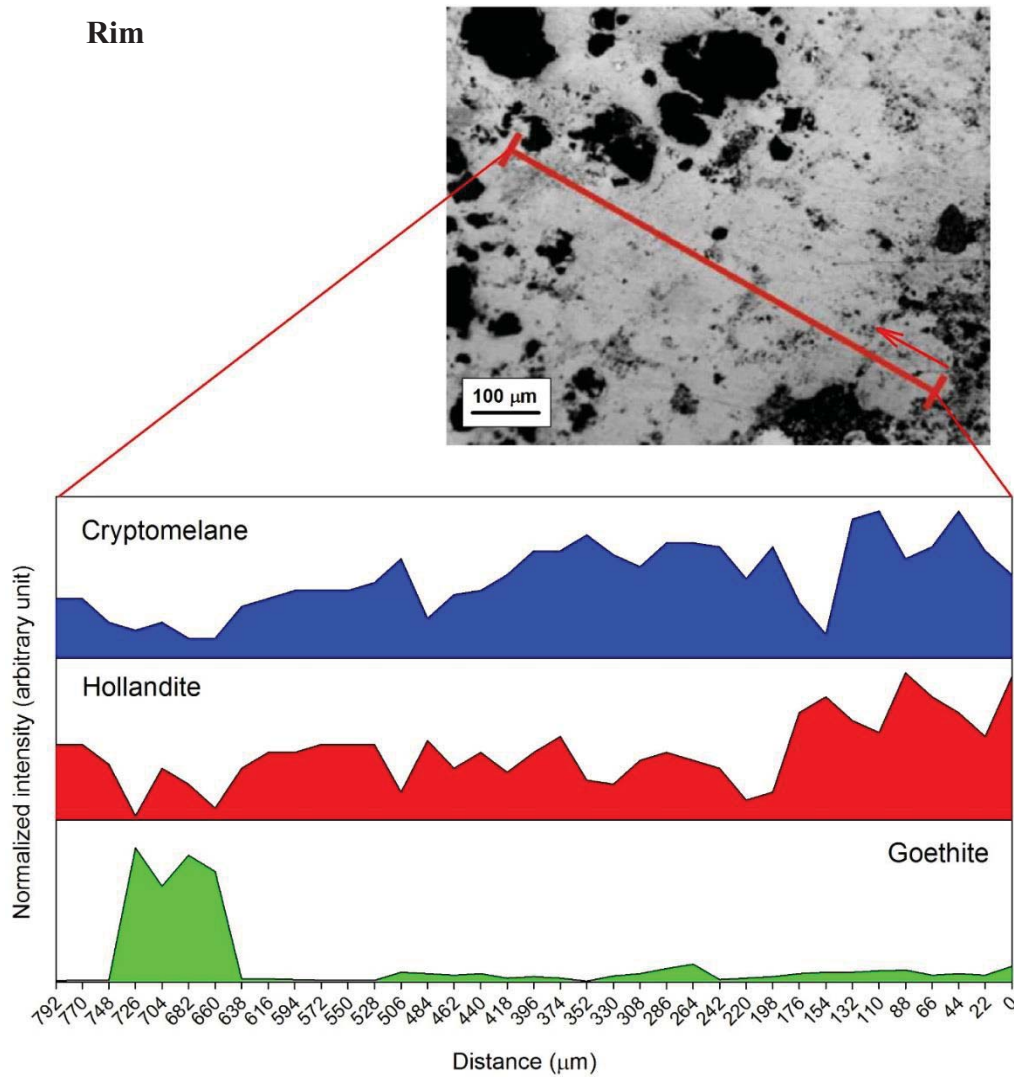 Rim
100 μm
Cryptomelane
Hollandite
Goethite
Normalized intensity (arbitrary unit)
792 770 748 726 704 682 660 638 616 594 572 550 528 506 484 462 440 418 396 374 352 330 308 286 264 242 220 198 176 154 132 110 88 66 44 22 0
Distance (μm)